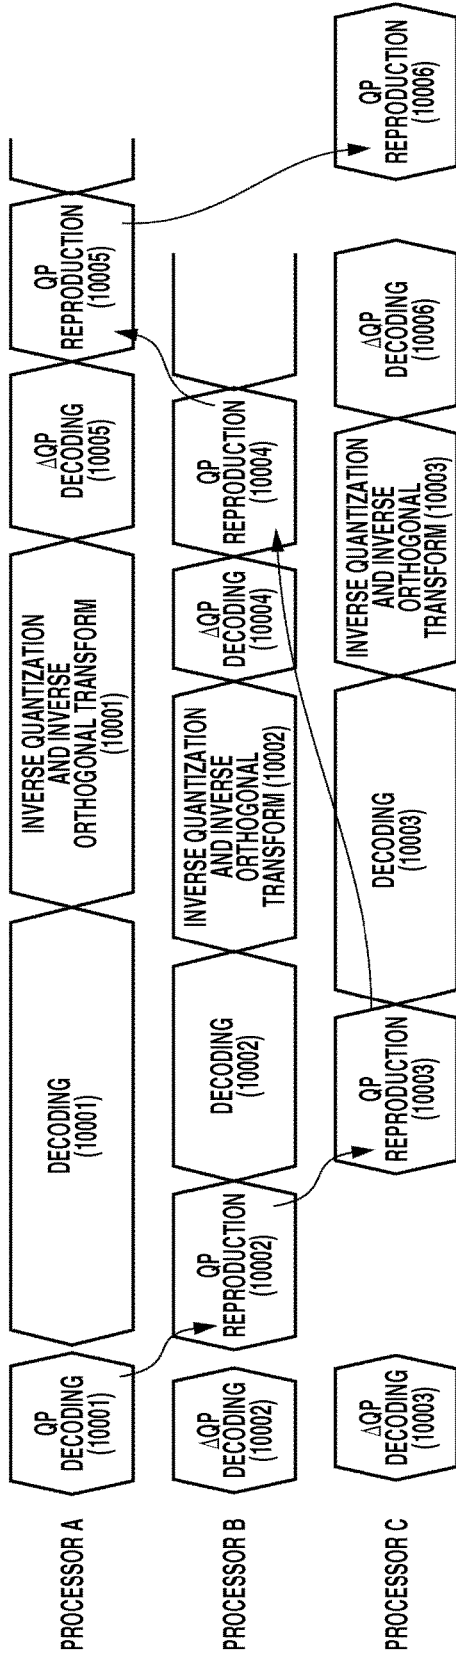 PROCESSOR A
QP
DECODING
(10001)
DECODING
(10001)
INVERSE QUANTIZATION
AND INVERSE
ORTHOGONAL TRANSFORM
(10001)
ΔQP
DECODING
(10005)
QP
REPRODUCTION
(10005)
PROCESSOR B
ΔQP
DECODING
(10002)
QP
REPRODUCTION
(10002)
DECODING
(10002)
INVERSE QUANTIZATION
AND INVERSE
ORTHOGONAL
TRANSFORM (10002)
ΔQP
DECODING
(10004)
QP
REPRODUCTION
(10004)
PROCESSOR C
ΔQP
DECODING
(10003)
QP
REPRODUCTION
(10003)
DECODING
(10003)
INVERSE QUANTIZATION
AND INVERSE
ORTHOGONAL
TRANSFORM (10003)
ΔQP
DECODING
(10006)
QP
REPRODUCTION
(10006)